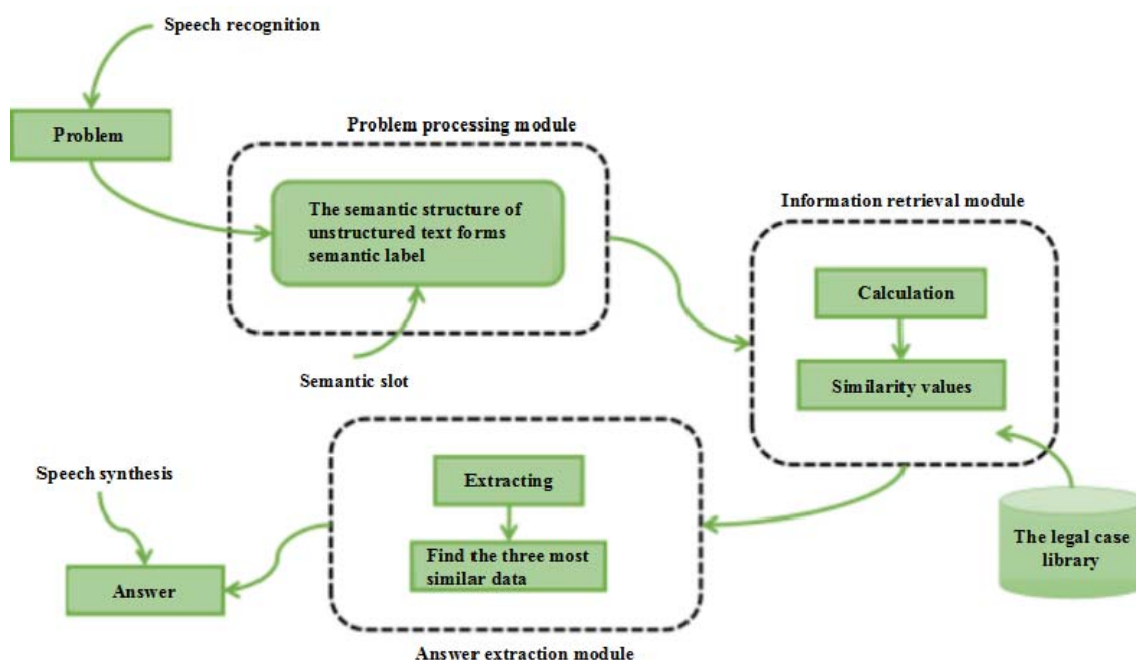 Speech recognition
Problem
Problem processing module
The semantic structure of
unstructured text forms
semantic label
Semantic slot
Information retrieval module
Calculation
Similarity values
The legal case
library
Extracting
Find the three most
similar data
Answer extraction module
Speech synthesis
Answer